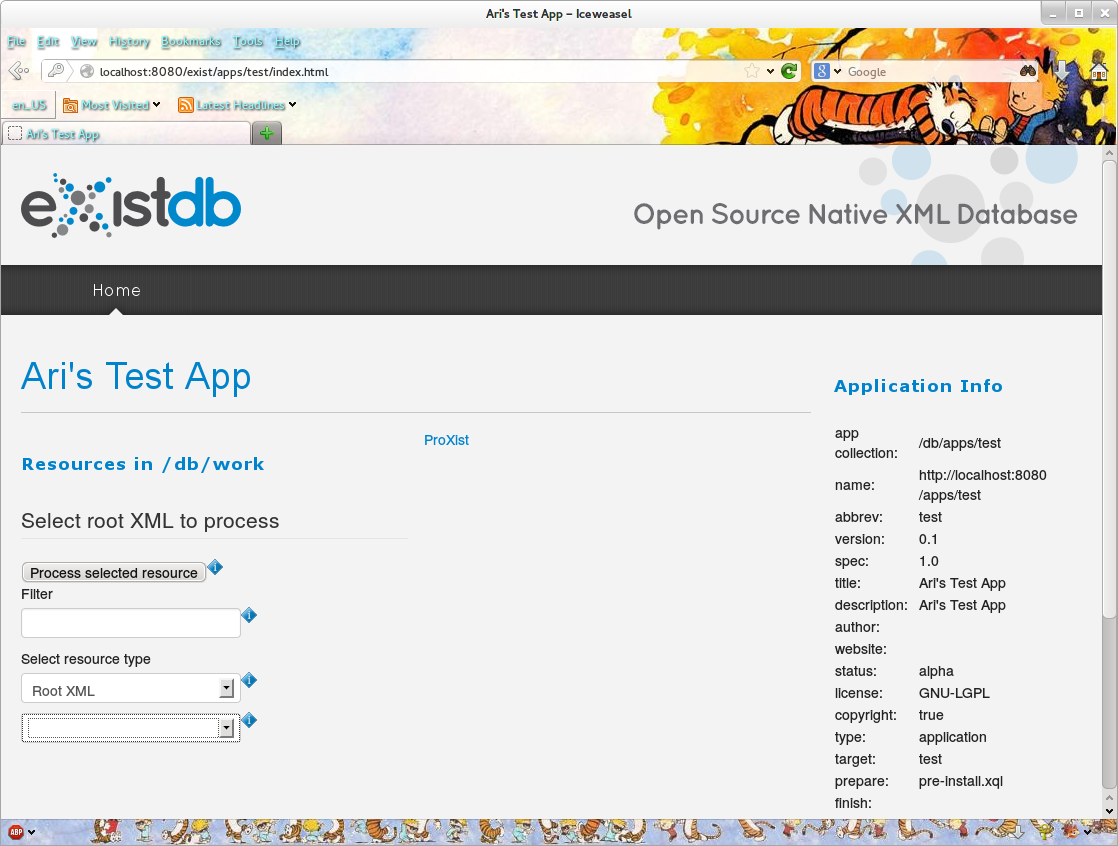 Ari's Test App – Iceweasel
File Edit View History Bookmarks Tools Help
localhost:8080/exist/apps/test/index.html
8 Google
en_US Most Visited Latest Headlines
Ari's Test App
eXistdb
Open Source Native XML Database
Home
Ari's Test App
ProXist
Resources in /db/work
Select root XML to process
Process selected resource
Filter
Select resource type
Root XML
Application Info
app collection: /db/apps/test
name: http://localhost:8080/apps/test
abbrev: test
version: 0.1
spec: 1.0
title: Ari's Test App
description: Ari's Test App
author:
website:
status: alpha
license: GNU-LGPL
copyright: true
type: application
target: test
prepare: pre-install.xql
finish:
ABP